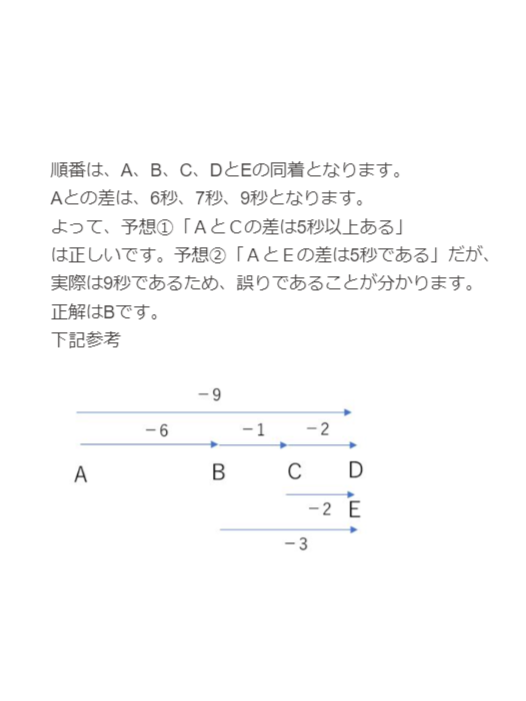 順番は、A、B、C、DとEの同着となります。
Aとの差は、6秒、7秒、9秒となります。
よって、予想①「ＡとＣの差は5秒以上ある」
は正しいです。予想②「ＡとＥの差は5秒である」だが、
実際は9秒であるため、誤りであることが分かります。
正解はBです。
下記参考
－9
－6 －1 －2
A B C D
－2 E
－3